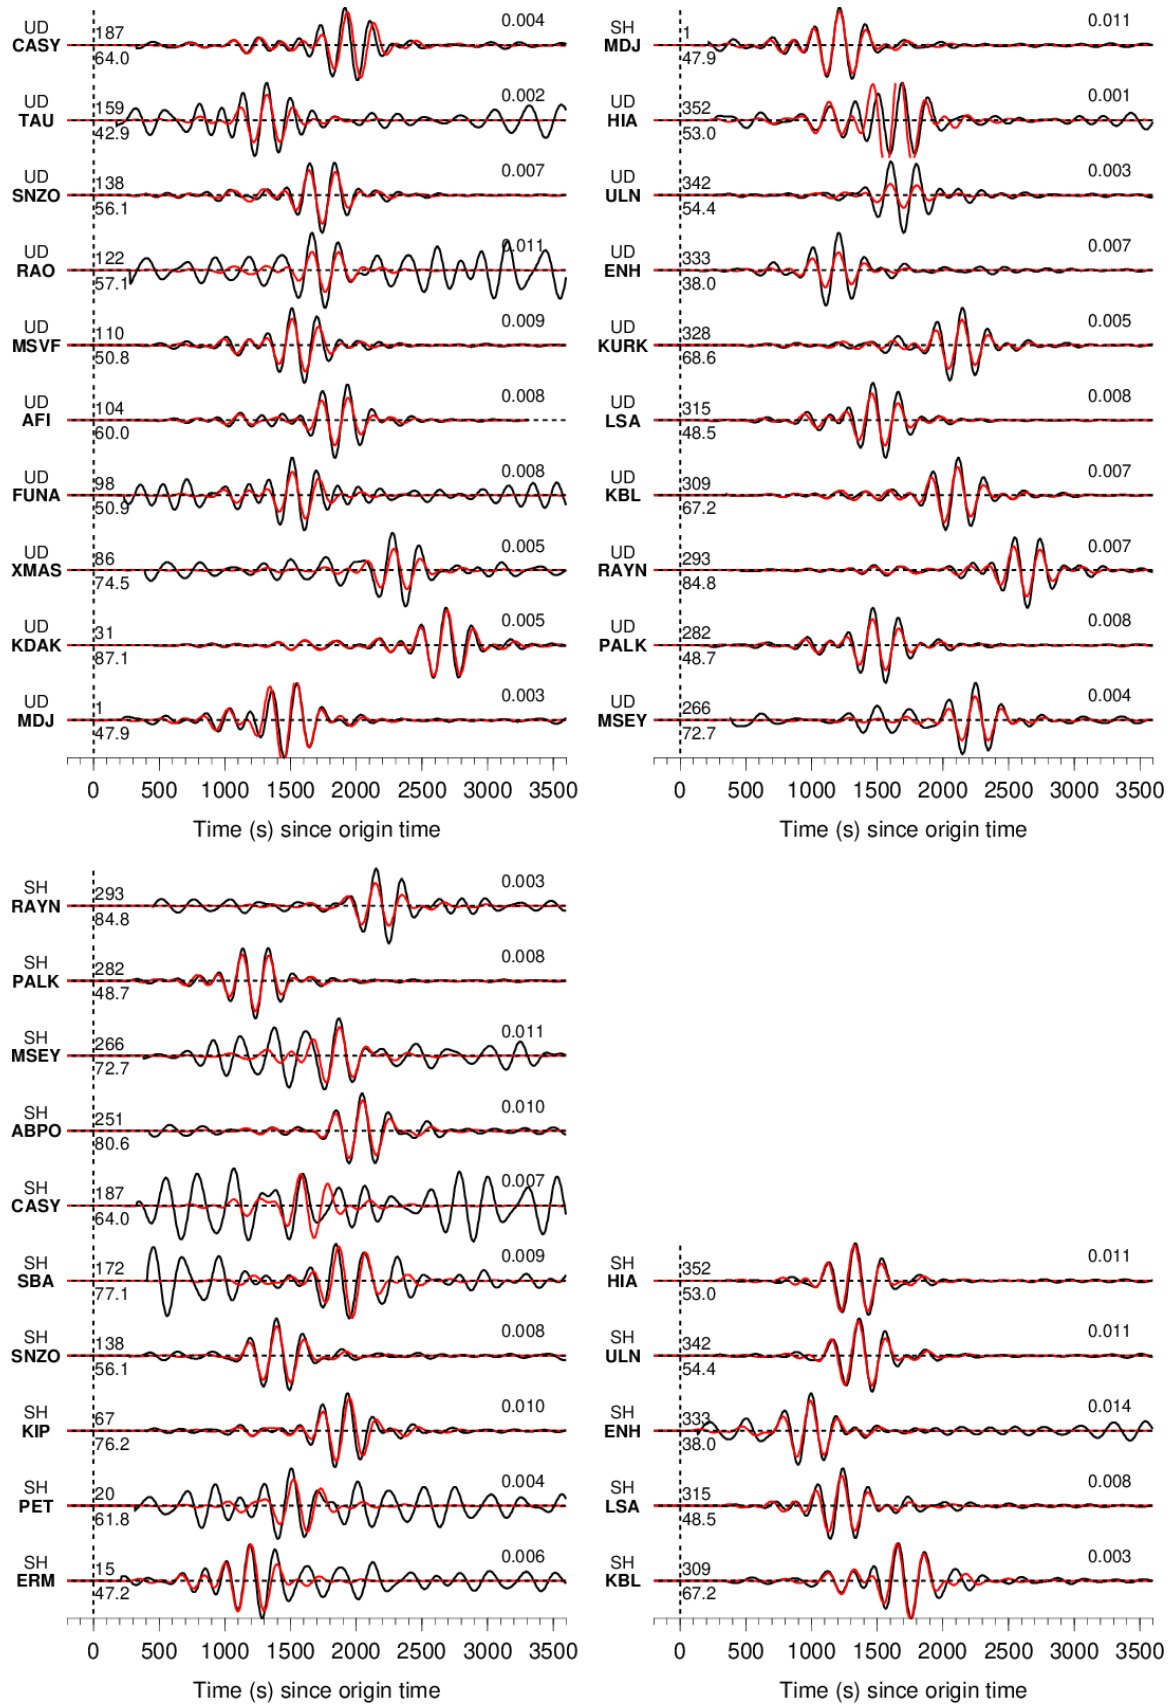 UD
CASY 187 64.0 0.004
UD
TAU 159 42.9 0.002
UD
SNZO 138 56.1 0.007
UD
RAO 122 57.1 0.011
UD
MSVF 110 50.8 0.009
UD
AFI 104 60.0 0.008
UD
FUNA 98 50.9 0.008
UD
XMAS 86 74.5 0.005
UD
KDAK 31 87.1 0.005
UD
MDJ 1 47.9 0.003
0 500 1000 1500 2000 2500 3000 3500
Time (s) since origin time
SH
MDJ 1 47.9 0.011
UD
HIA 352 53.0 0.001
UD
ULN 342 54.4 0.003
UD
ENH 333 38.0 0.007
UD
KURK 328 68.6 0.005
UD
LSA 315 48.5 0.008
UD
KBL 309 67.2 0.007
UD
RAYN 293 84.8 0.007
UD
PALK 282 48.7 0.008
UD
MSEY 266 72.7 0.004
0 500 1000 1500 2000 2500 3000 3500
Time (s) since origin time
SH
RAYN 293 84.8 0.003
SH
PALK 282 48.7 0.008
SH
MSEY 266 72.7 0.011
SH
ABPO 251 80.6 0.010
SH
CASY 187 64.0 0.007
SH
SBA 172 77.1 0.009
SH
SNZO 138 56.1 0.008
SH
KIP 67 76.2 0.010
SH
PET 20 61.8 0.004
SH
ERM 15 47.2 0.006
0 500 1000 1500 2000 2500 3000 3500
Time (s) since origin time
SH
HIA 352 53.0 0.011
SH
ULN 342 54.4 0.011
SH
ENH 333 38.0 0.014
SH
LSA 315 48.5 0.008
SH
KBL 309 67.2 0.003
0 500 1000 1500 2000 2500 3000 3500
Time (s) since origin time